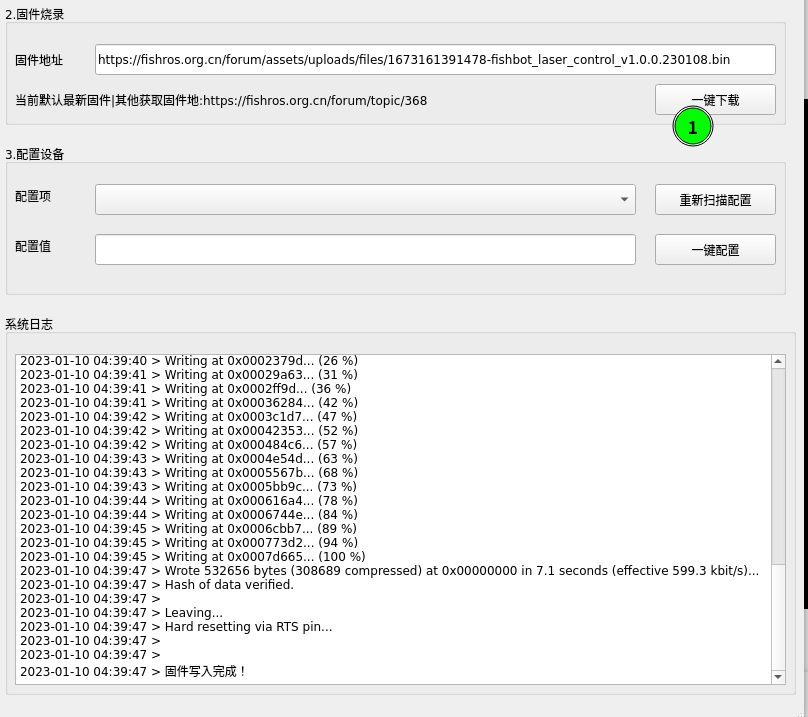 2.固件烧录
固件地址 https://fishros.org.cn/forum/assets/uploads/files/1673161391478-fishbot_laser_control_v1.0.0.230108.bin
当前默认最新固件|其他获取固件地:https://fishros.org.cn/forum/topic/368 一键下载
1
3.配置设备
配置项 重新扫描配置
配置值 一键配置
系统日志
2023-01-10 04:39:40 > Writing at 0x0002379d... (26 %)
2023-01-10 04:39:41 > Writing at 0x00029a63... (31 %)
2023-01-10 04:39:41 > Writing at 0x0002ff9d... (36 %)
2023-01-10 04:39:41 > Writing at 0x00036284... (42 %)
2023-01-10 04:39:42 > Writing at 0x0003c1d7... (47 %)
2023-01-10 04:39:42 > Writing at 0x00042353... (52 %)
2023-01-10 04:39:42 > Writing at 0x000484c6... (57 %)
2023-01-10 04:39:43 > Writing at 0x0004e54d... (63 %)
2023-01-10 04:39:43 > Writing at 0x0005567b... (68 %)
2023-01-10 04:39:43 > Writing at 0x0005bb9c... (73 %)
2023-01-10 04:39:44 > Writing at 0x000616a4... (78 %)
2023-01-10 04:39:44 > Writing at 0x0006744e... (84 %)
2023-01-10 04:39:45 > Writing at 0x0006cbb7... (89 %)
2023-01-10 04:39:45 > Writing at 0x000773d2... (94 %)
2023-01-10 04:39:45 > Writing at 0x0007d665... (100 %)
2023-01-10 04:39:47 > Wrote 532656 bytes (308689 compressed) at 0x00000000 in 7.1 seconds (effective 599.3 kbit/s)...
2023-01-10 04:39:47 > Hash of data verified.
2023-01-10 04:39:47 >
2023-01-10 04:39:47 > Leaving...
2023-01-10 04:39:47 > Hard resetting via RTS pin...
2023-01-10 04:39:47 >
2023-01-10 04:39:47 >
2023-01-10 04:39:47 > 固件写入完成！